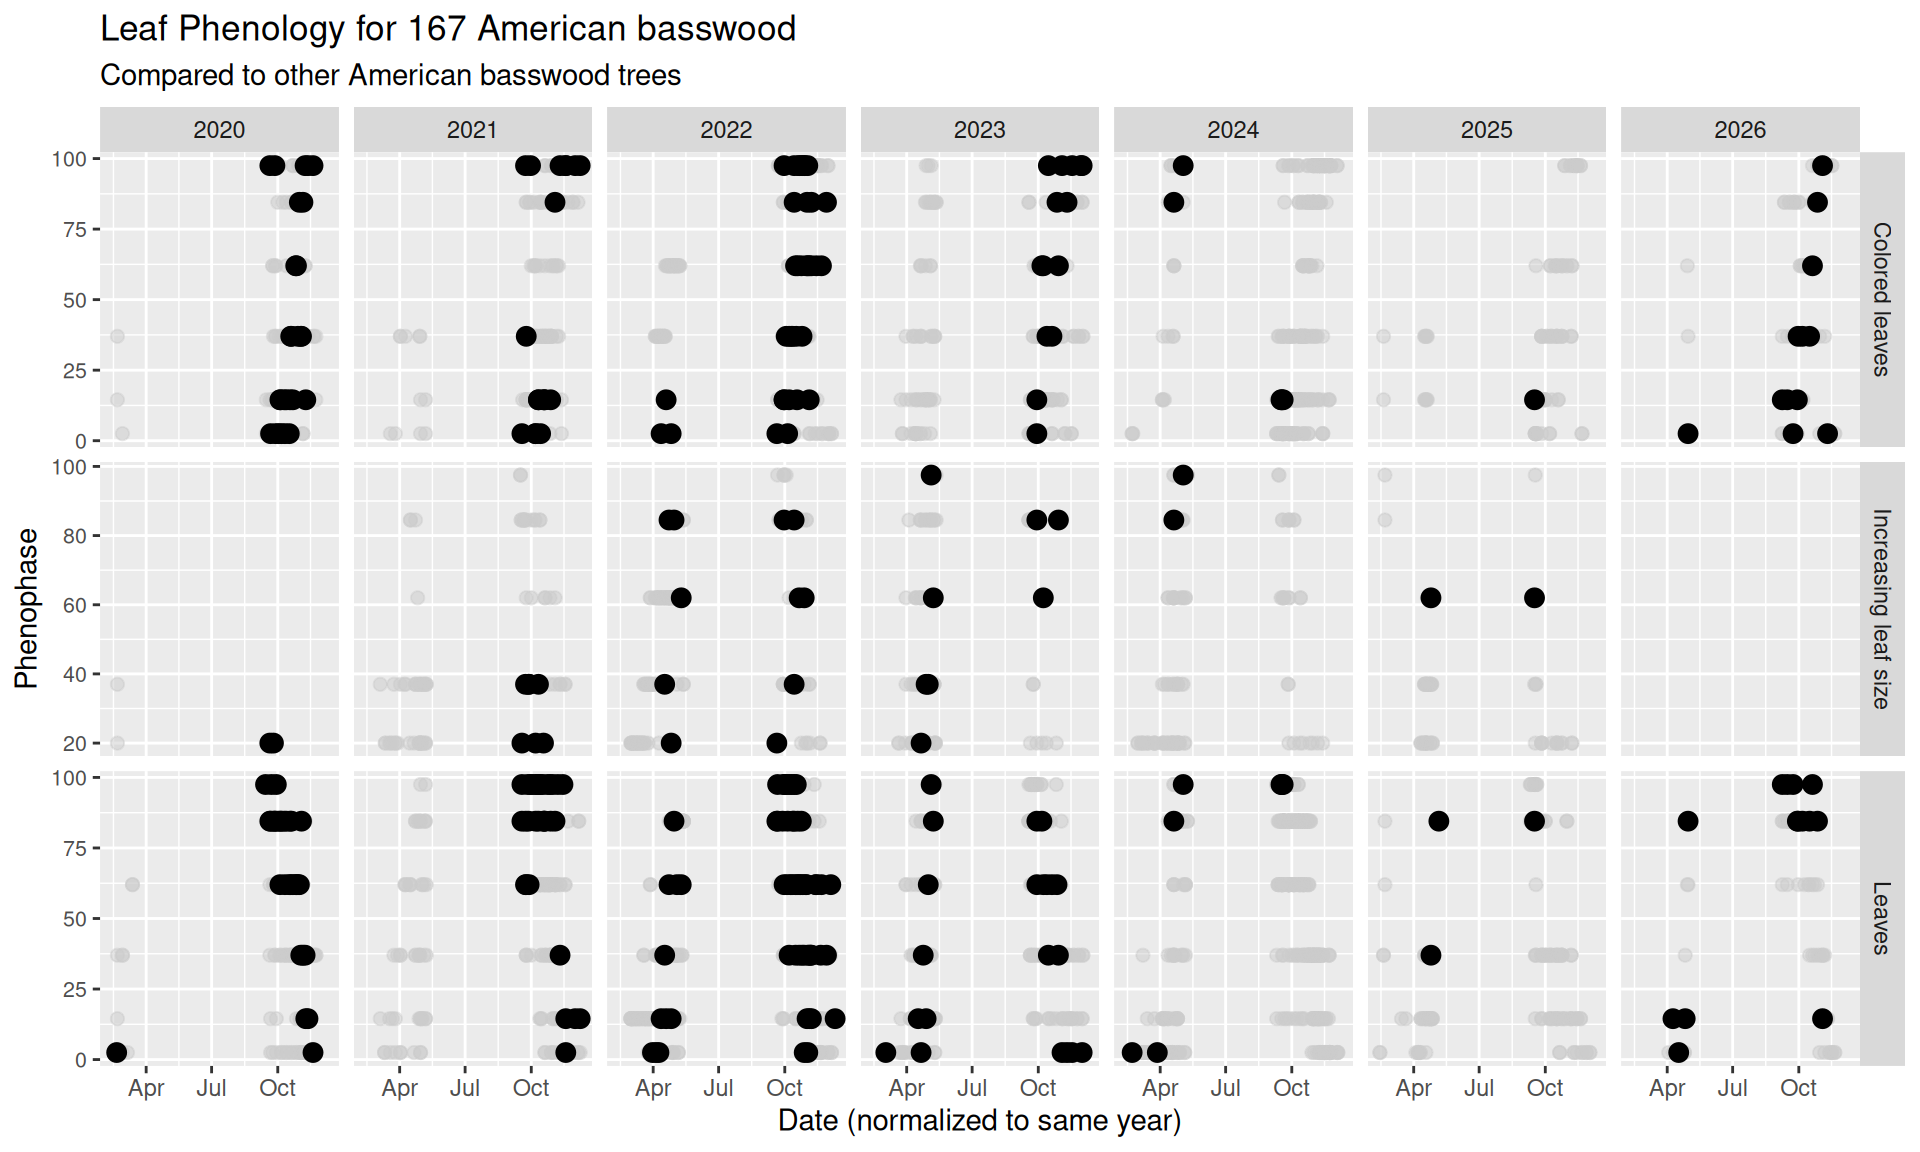 Leaf Phenology for 167 American basswood
Compared to other American basswood trees
2020 2021 2022 2023 2024 2025 2026
100
75
50
25
0
Colored leaves
100
80
60
40
20
Increasing leaf size
100
75
50
25
0
Leaves
Phenophase
Apr Jul Oct Apr Jul Oct Apr Jul Oct Apr Jul Oct Apr Jul Oct Apr Jul Oct Apr Jul Oct
Date (normalized to same year)